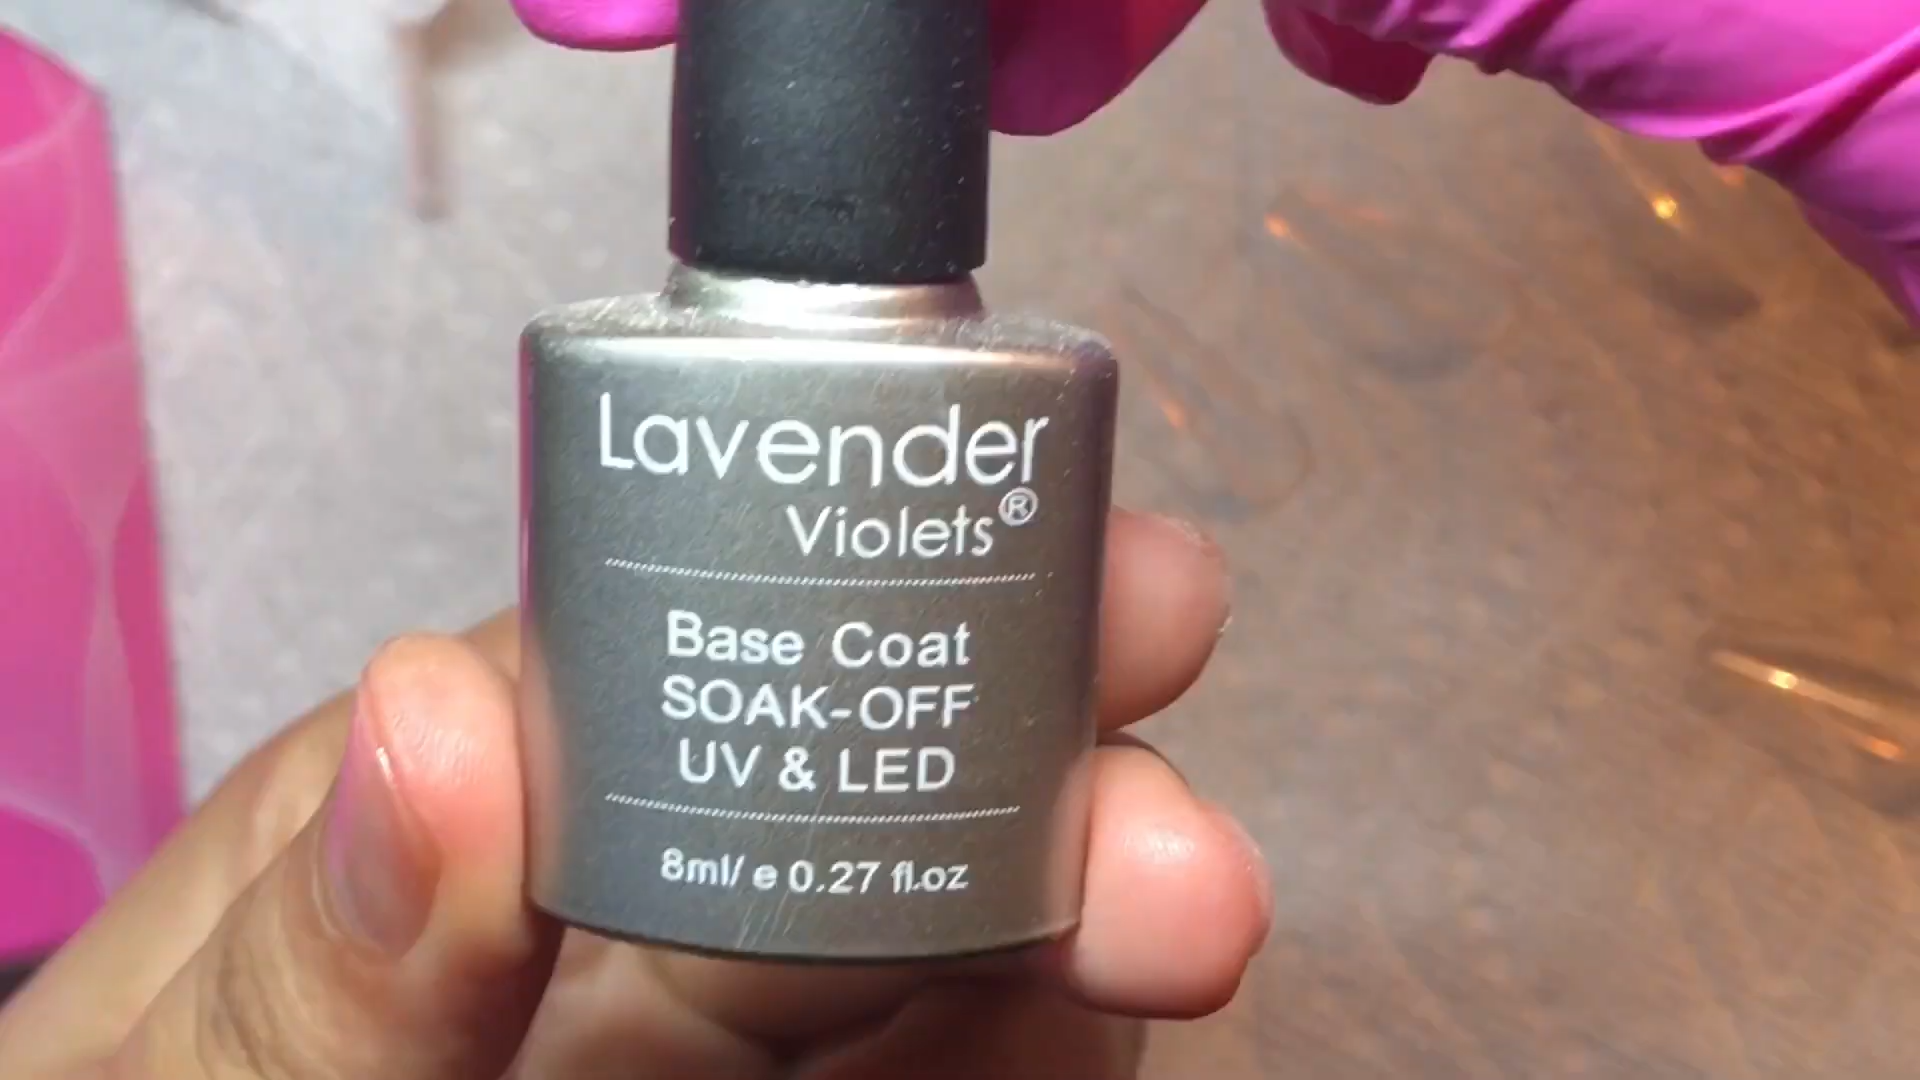 Lavender
Violets®
Base Coat
SOAK-OFF
UV & LED
8ml/ e 0.27 fl.oz